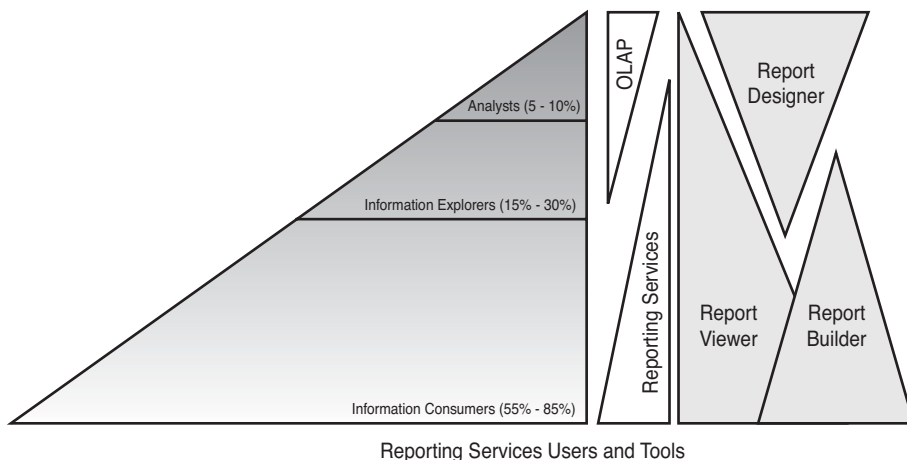 OLAP
Report
Designer
Analysts (5 - 10%)
Information Explorers (15% - 30%)
Reporting Services
Report
Viewer
Report
Builder
Information Consumers (55% - 85%)
Reporting Services Users and Tools